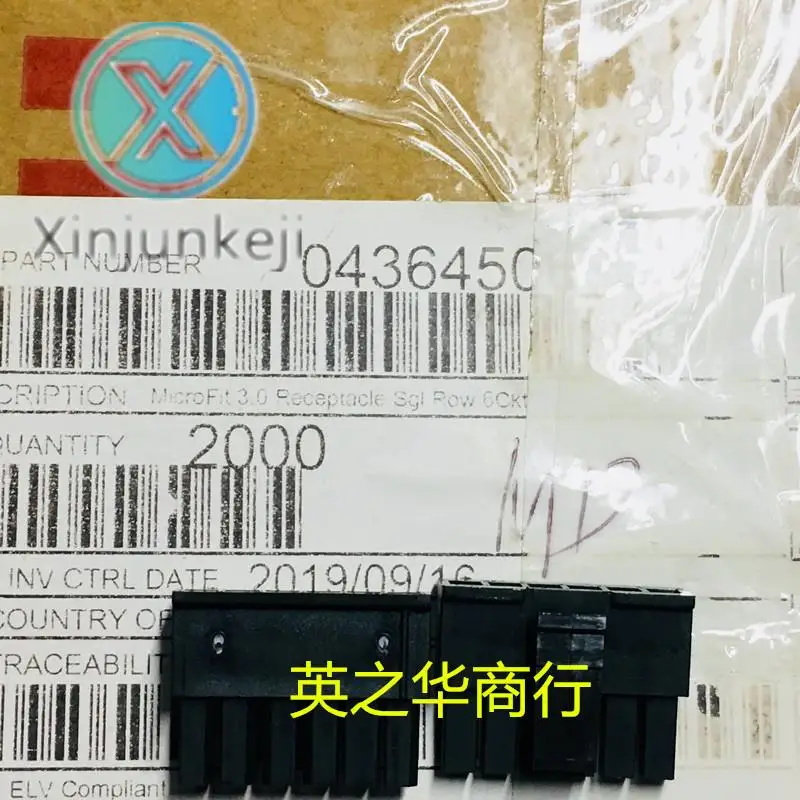 X
Xinjunkeji
PART NUMBER 0436450
CRIPTION MicroFit 3.0 Receptacle Sgl Row 6Ckt
QUANTITY 2000
MP
INV CTRL DATE 2019/09/16
COUNTRY OF
TRACEABILIT
英之华商行
ELV Compliant